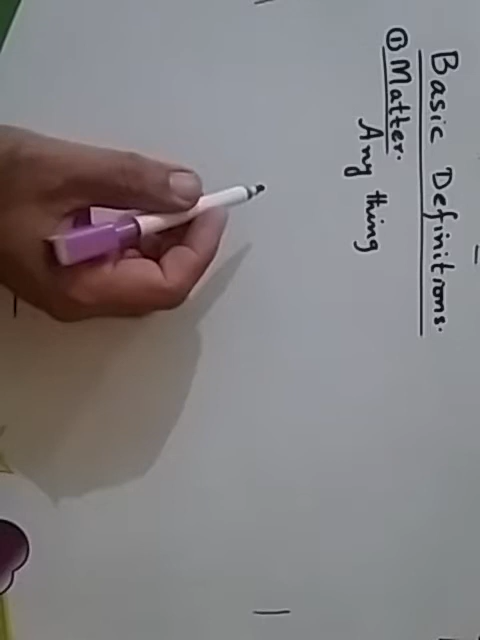 Basic Definitions.
① Matter.
Any thing